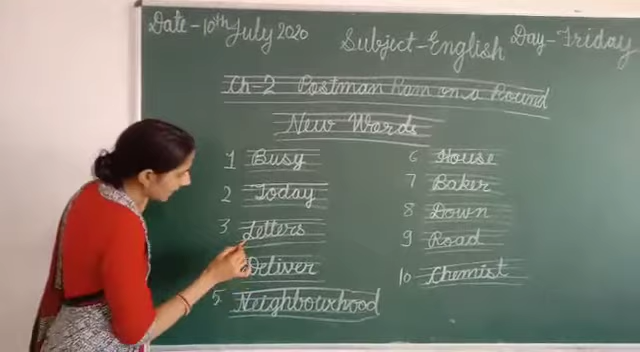 Date - 10th July 2020
Subject - English
Day - Friday
Ch-2 Postman Ram on a Round
New Words
1 Busy
2 Today
3 Letters
Deliver
5. Neighbourhood
6 House
7 Baker
8 Down
9 Road
10 Chemist